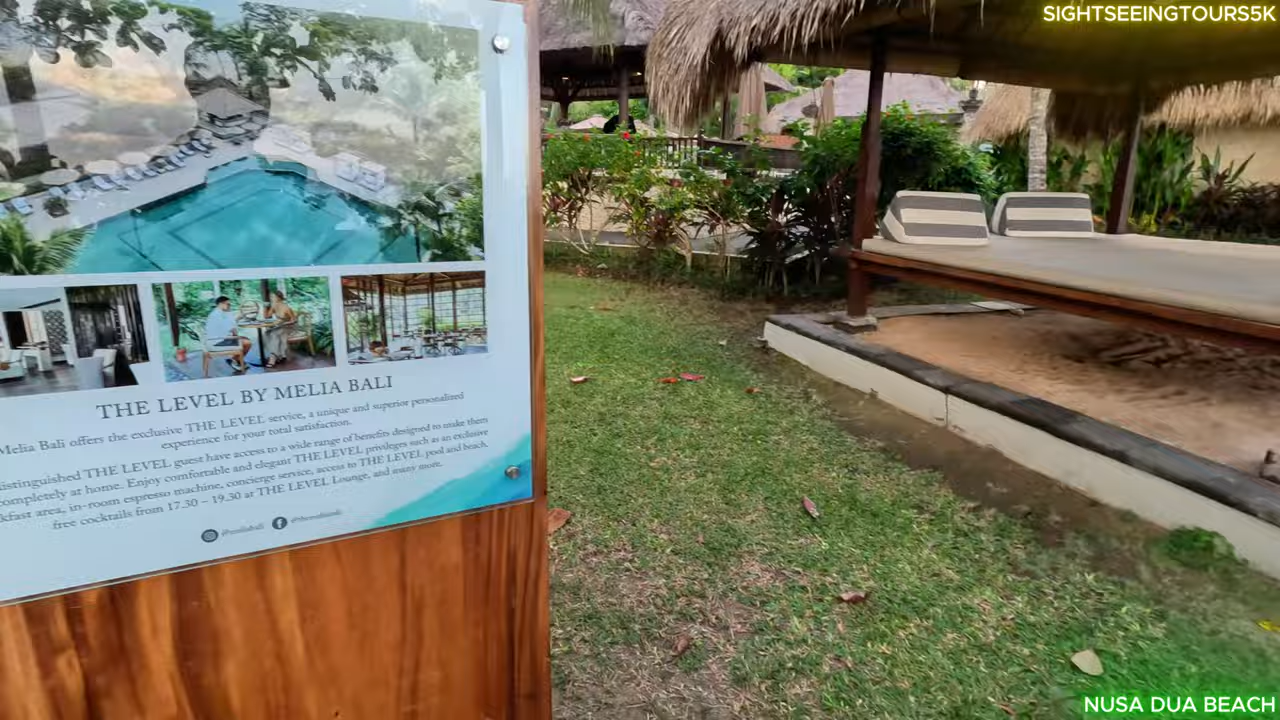 SIGHTSEEINGTOURS5K
THE LEVEL BY MELIA BALI
Melia Bali offers the exclusive THE LEVEL service, a unique and superior personalized
experience for your total satisfaction.
distinguished THE LEVEL guest have access to a wide range of benefits designed to make them
completely at home. Enjoy comfortable and elegant THE LEVEL privileges such as an exclusive
kfast area, in-room espresso machine, concierge service, access to THE LEVEL pool and beach,
free cocktails from 17.30 – 19.30 at THE LEVEL Lounge, and many more.
NUSA DUA BEACH